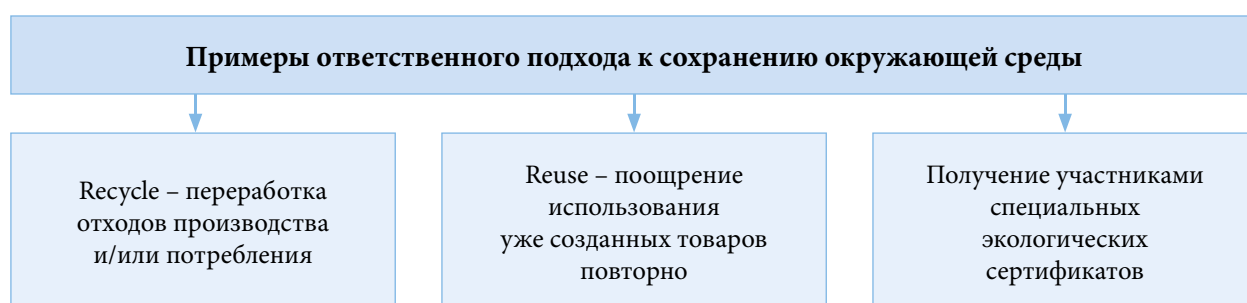 Примеры ответственного подхода к сохранению окружающей среды
Recycle – переработка
отходов производства
и/или потребления
Reuse – поощрение
использования
уже созданных товаров
повторно
Получение участниками
специальных
экологических
сертификатов